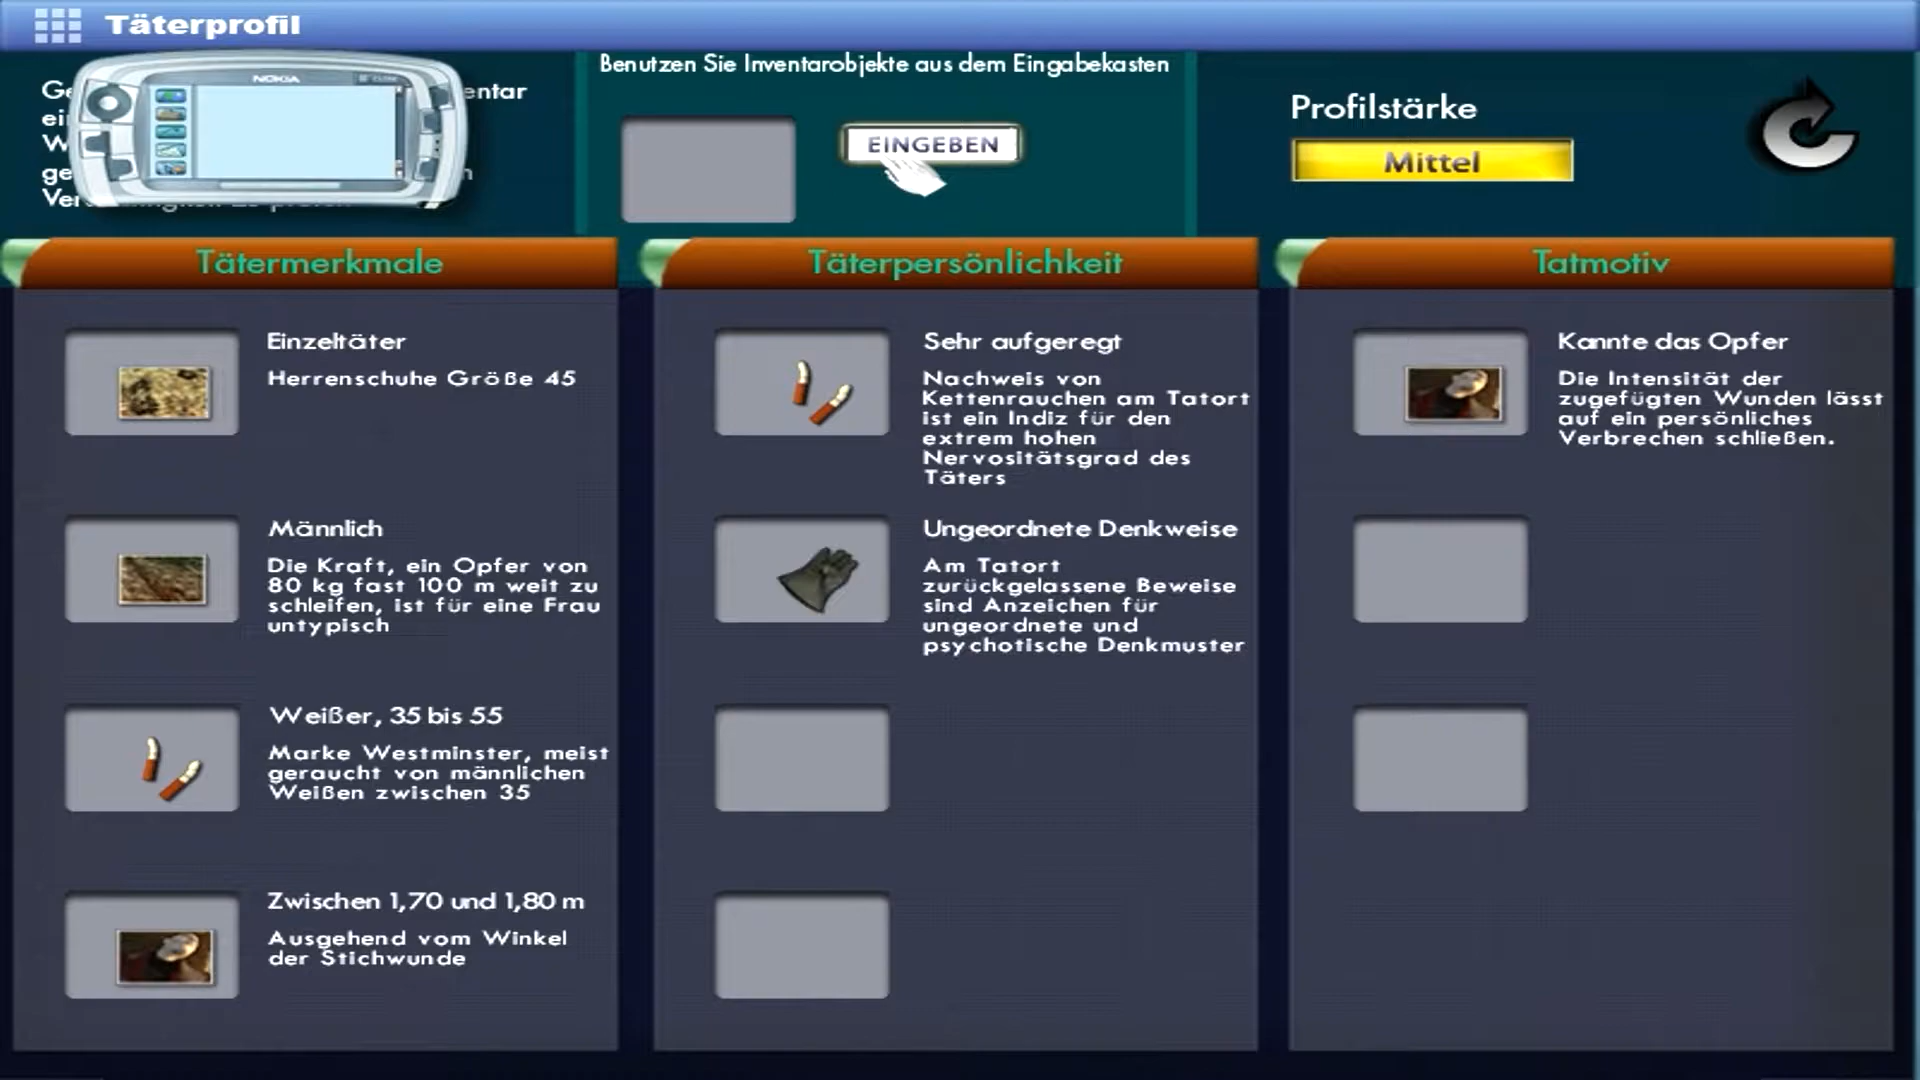 Täterprofil
Benutzen Sie Inventarobjekte aus dem Eingabekasten
NOKIA
EINGEBEN
Profilstärke
Mittel
Tätermerkmale
Einzeltäter
Herrenschuhe Größe 45
Männlich
Die Kraft, ein Opfer von
80 kg fast 100 m weit zu
schleifen, ist für eine Frau
untypisch
Weißer, 35 bis 55
Marke Westminster, meist
geraucht von männlichen
Weißen zwischen 35
Zwischen 1,70 und 1,80 m
Ausgehend vom Winkel
der Stichwunde
Täterpersönlichkeit
Sehr aufgeregt
Nachweis von
Kettenrauchen am Tatort
ist ein Indiz für den
extrem hohen
Nervositätsgrad des
Täters
Ungeordnete Denkweise
Am Tatort
zurückgelassene Beweise
sind Anzeichen für
ungeordnete und
psychotische Denkmuster
Tatmotiv
Kannte das Opfer
Die Intensität der
zugefügten Wunden lässt
auf ein persönliches
Verbrechen schließen.